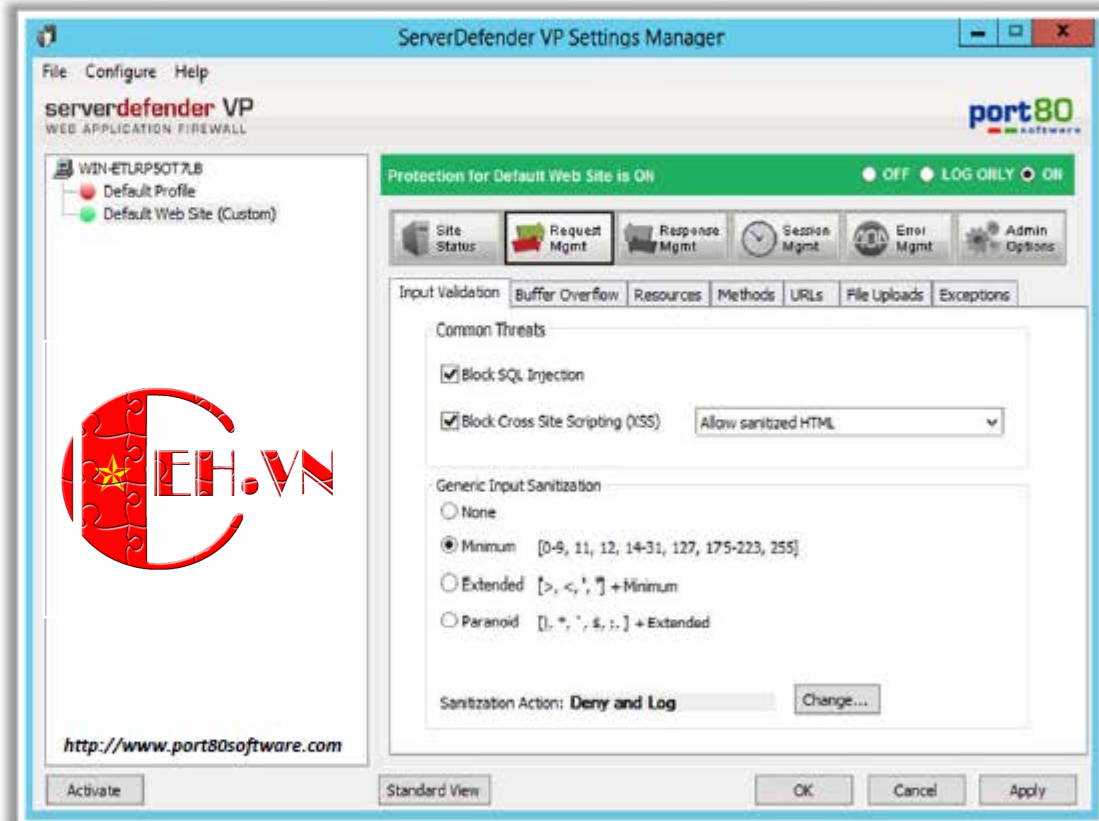 ServerDefender VP Settings Manager
File Configure Help
serverdefender VP
WEB APPLICATION FIREWALL
port80
software
WIN-ETLRP5OT7LB
Default Profile
Default Web Site (Custom)
Protection for Default Web Site is ON
OFF LOG ONLY ON
Site Status
Request Mgmt
Response Mgmt
Session Mgmt
Error Mgmt
Admin Options
Input Validation Buffer Overflow Resources Methods URLs File Uploads Exceptions
Common Threats
Block SQL Injection
Block Cross Site Scripting (XSS) Allow sanitized HTML
Generic Input Sanitization
None
Minimum [0-9, 11, 12, 14-31, 127, 175-223, 255]
Extended [>, <, ', "] + Minimum
Paranoid + Extended
Sanitization Action: Deny and Log Change...
CEH.VN
http://www.port80software.com
Activate Standard View OK Cancel Apply